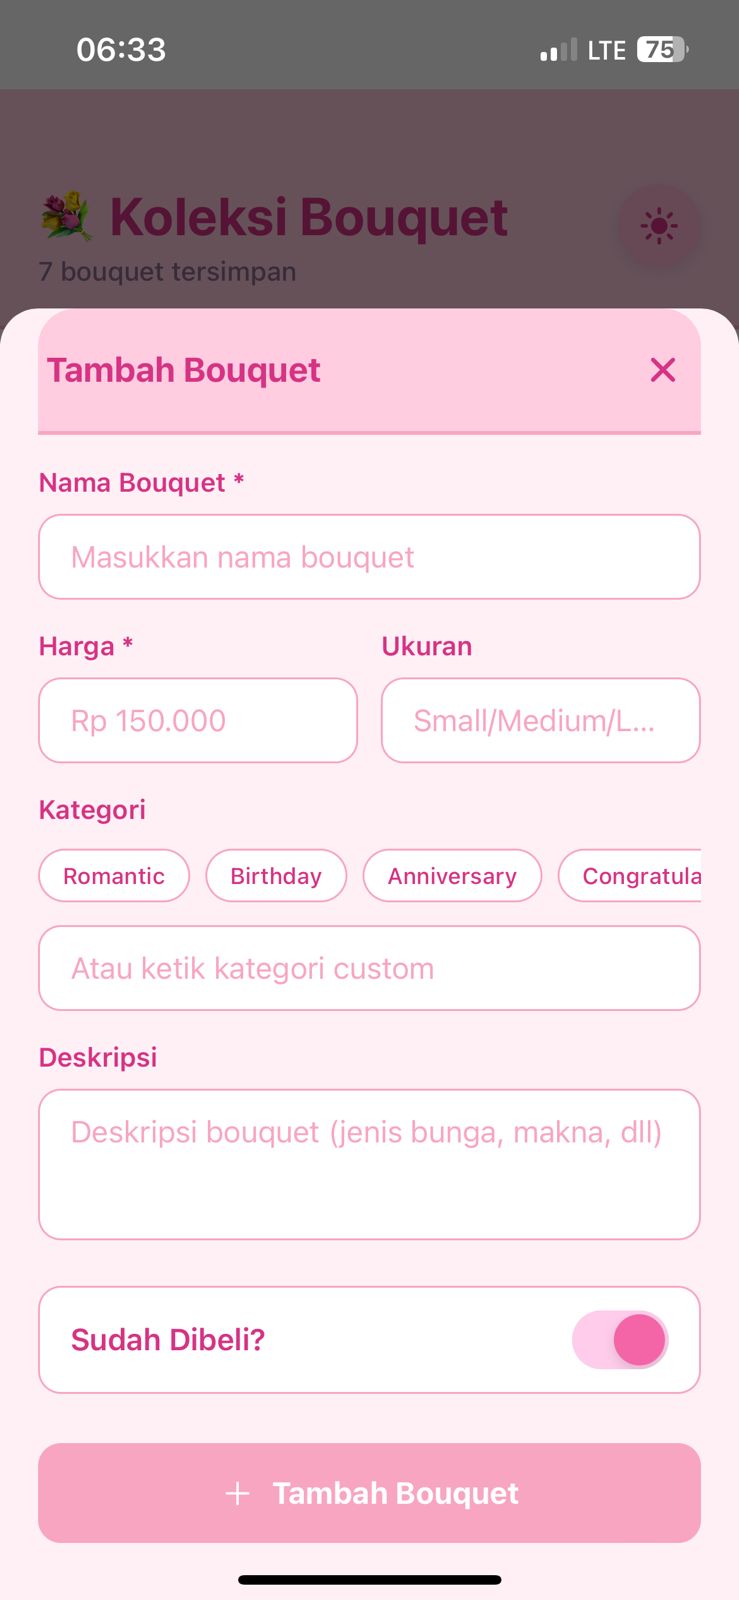 06:33
LTE 75
Koleksi Bouquet
7 bouquet tersimpan
Tambah Bouquet
Nama Bouquet *
Masukkan nama bouquet
Harga * Ukuran
Rp 150.000 Small/Medium/L...
Kategori
Romantic Birthday Anniversary Congratula
Atau ketik kategori custom
Deskripsi
Deskripsi bouquet (jenis bunga, makna, dll)
Sudah Dibeli?
+ Tambah Bouquet